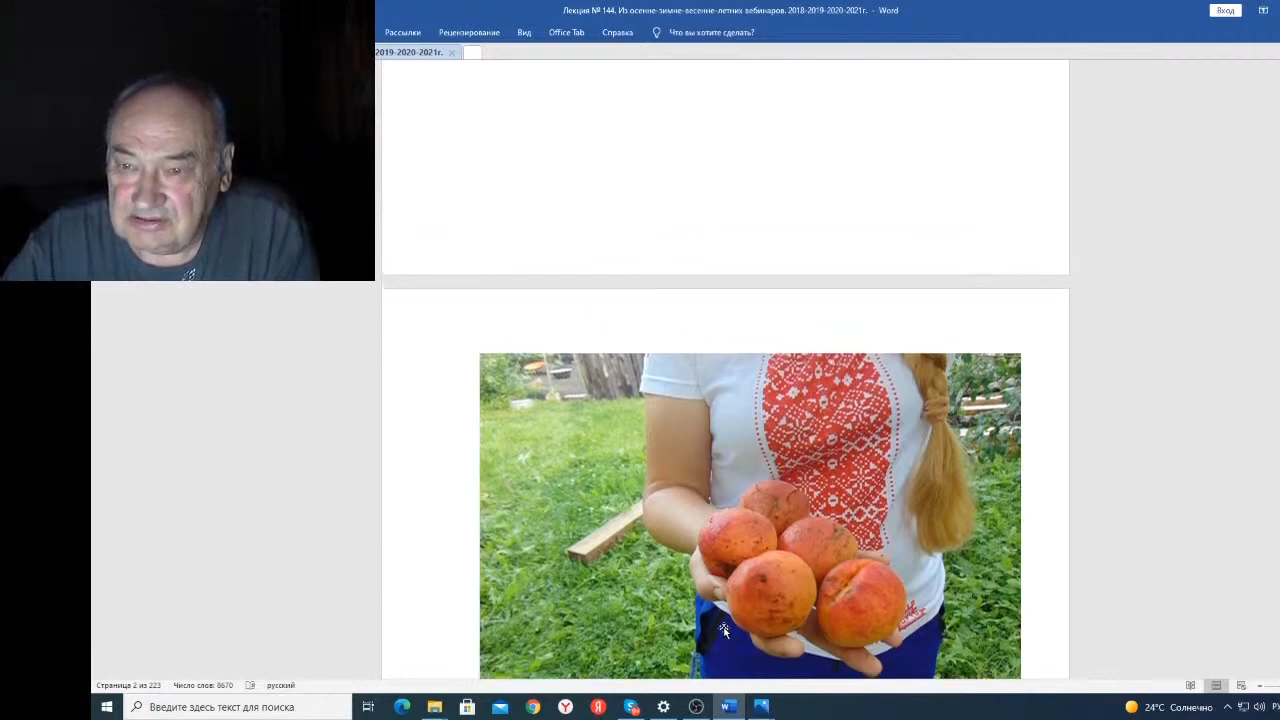 Лекция № 144. Из осенне-зимне-весенне-летних вебинаров. 2018-2019-2020-2021г. - Word
Вход
Рассылки Рецензирование Вид Office Tab Справка Что вы хотите сделать?
2019-2020-2021г.
Страница 2 из 223 Число слов: 8670 русский
Введите здесь текст для поиска
24°C Солнечно